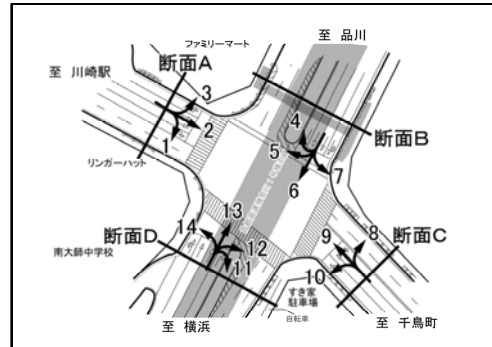 ファミリーマート
至 品川
断面A
至 川崎駅
3
2
1
リンガーハット
4
5
6
7
断面B
13
14
12
11
9
8
10
断面C
断面D
南大師中学校
すき家
駐車場
自転車
至 横浜
至 千鳥町